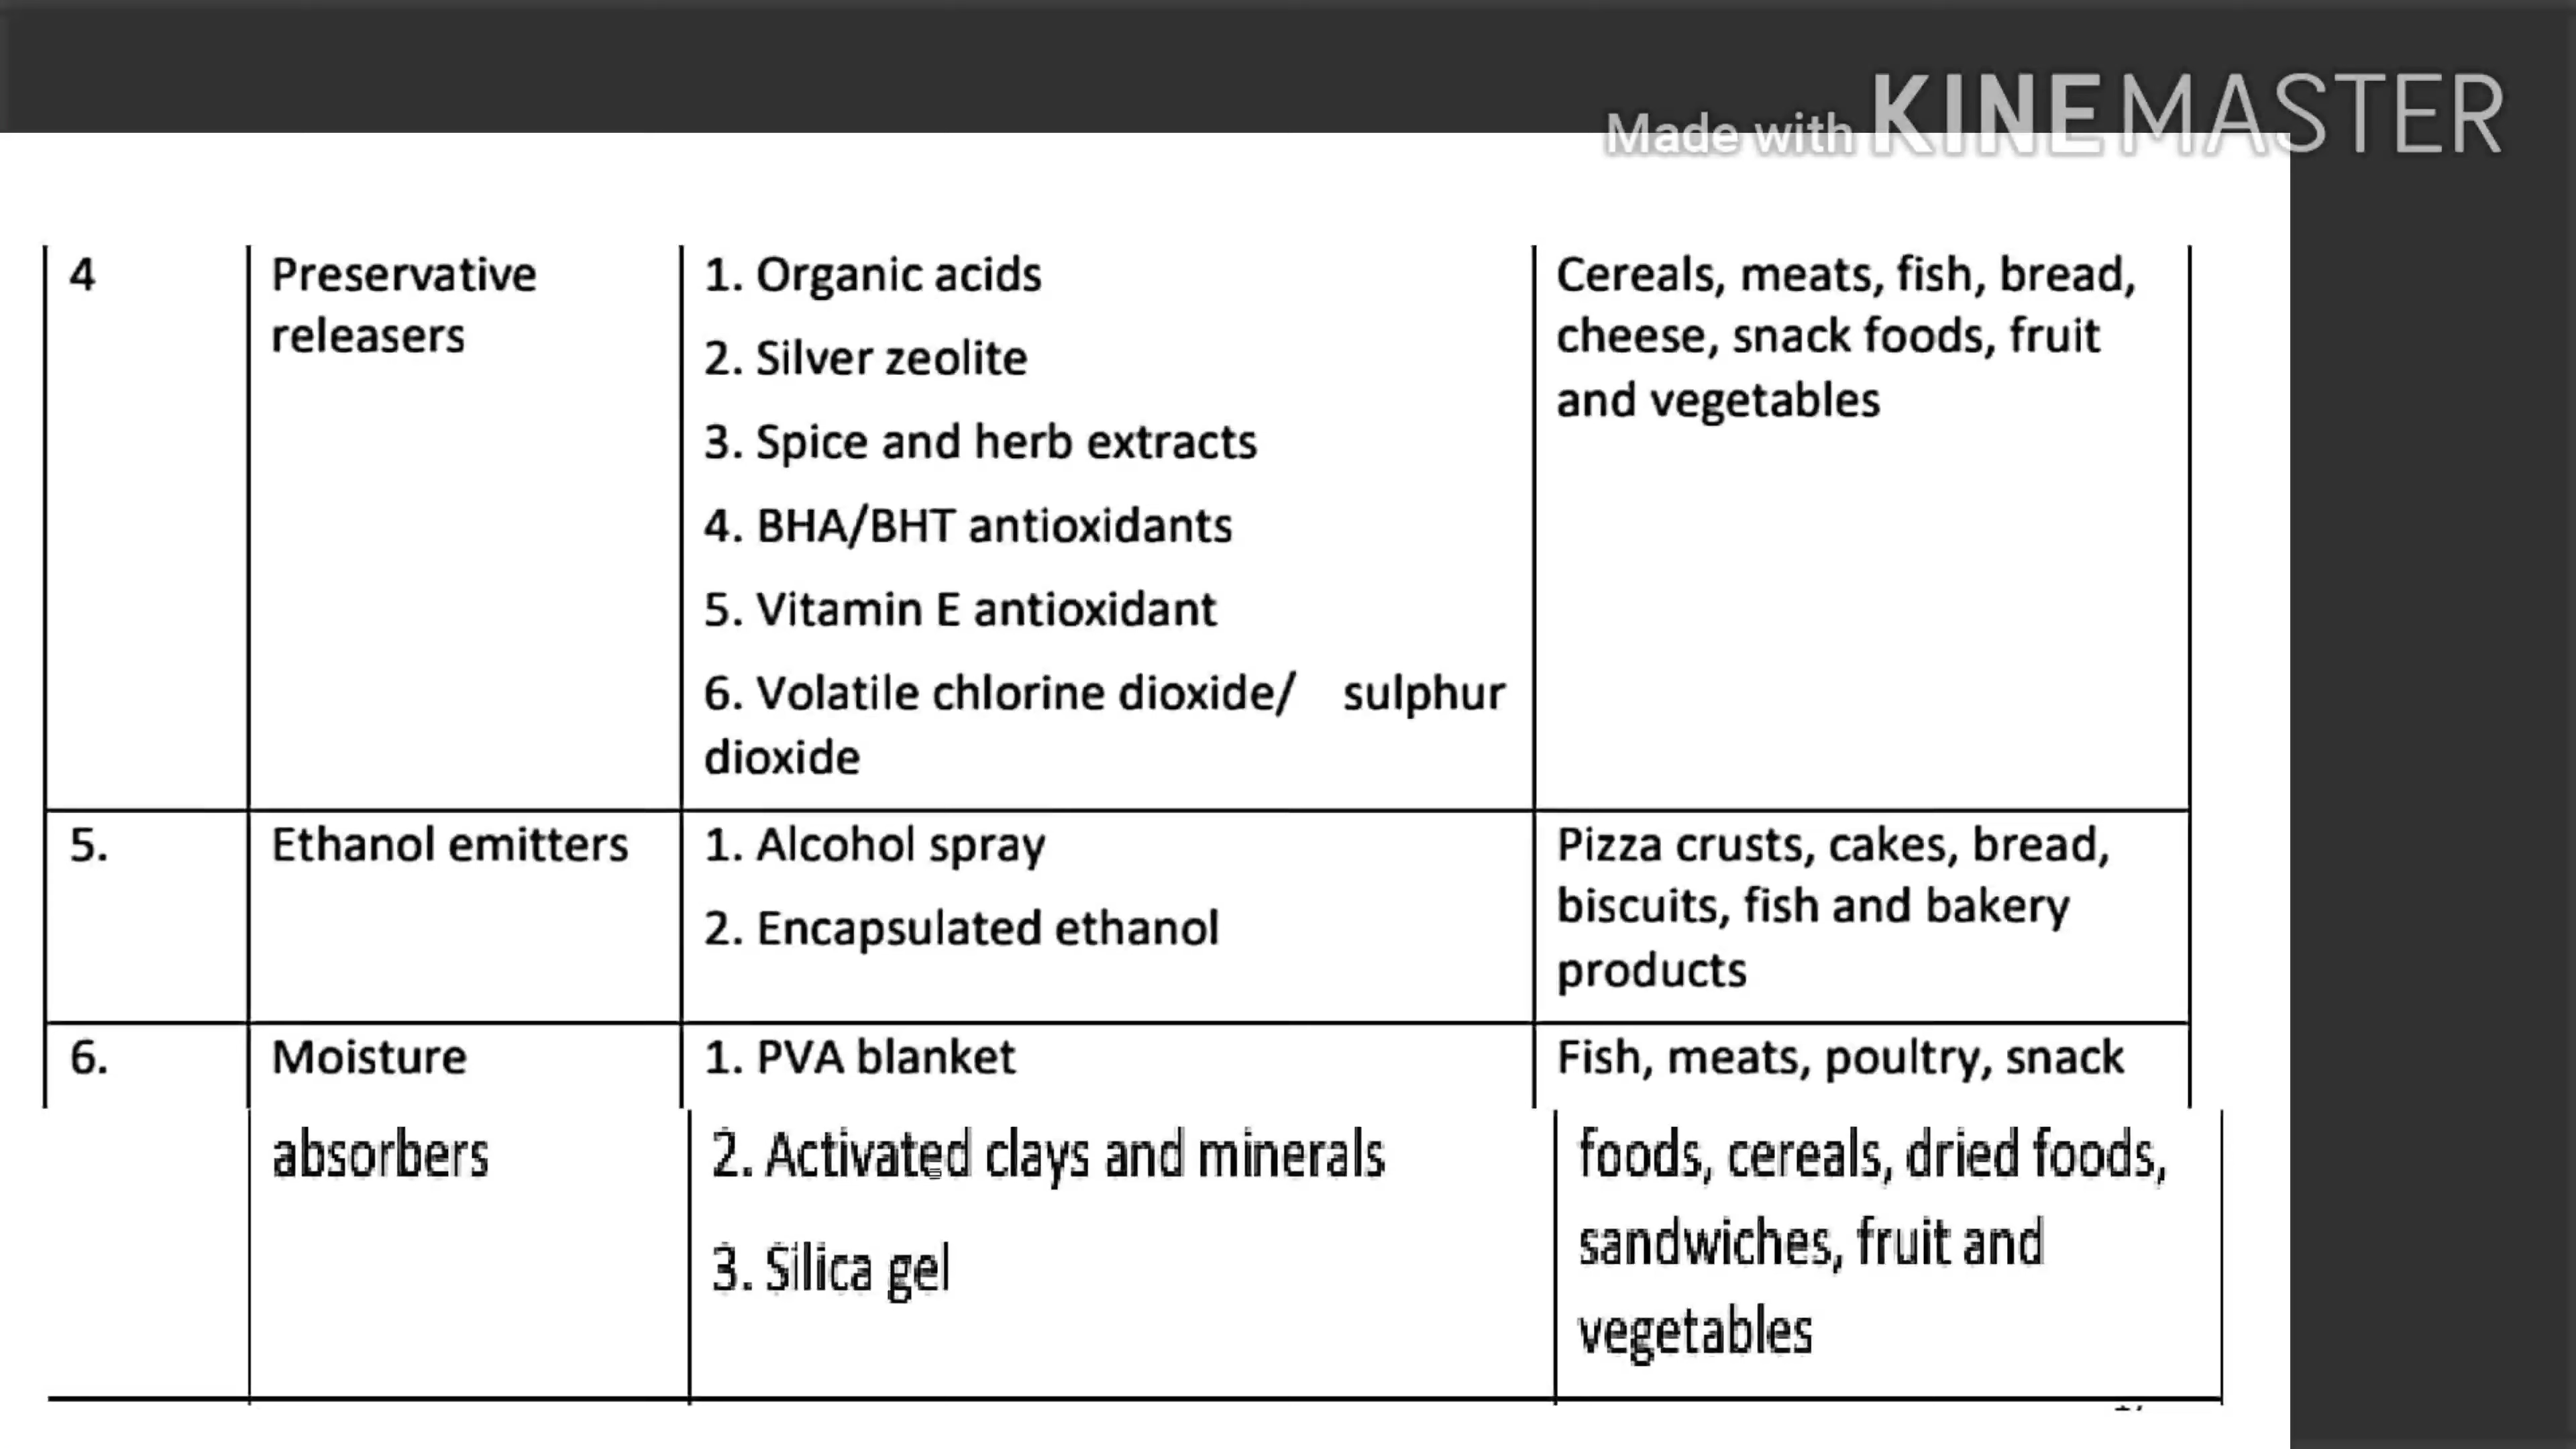 Made with KINEMASTER
4
Preservative
releasers
1. Organic acids
2. Silver zeolite
3. Spice and herb extracts
4. BHA/BHT antioxidants
5. Vitamin E antioxidant
6. Volatile chlorine dioxide/ sulphur
dioxide
Cereals, meats, fish, bread,
cheese, snack foods, fruit
and vegetables
5.
Ethanol emitters
1. Alcohol spray
2. Encapsulated ethanol
Pizza crusts, cakes, bread,
biscuits, fish and bakery
products
6.
Moisture
absorbers
1. PVA blanket
2. Activated clays and minerals
3. Silica gel
Fish, meats, poultry, snack
foods, cereals, dried foods,
sandwiches, fruit and
vegetables